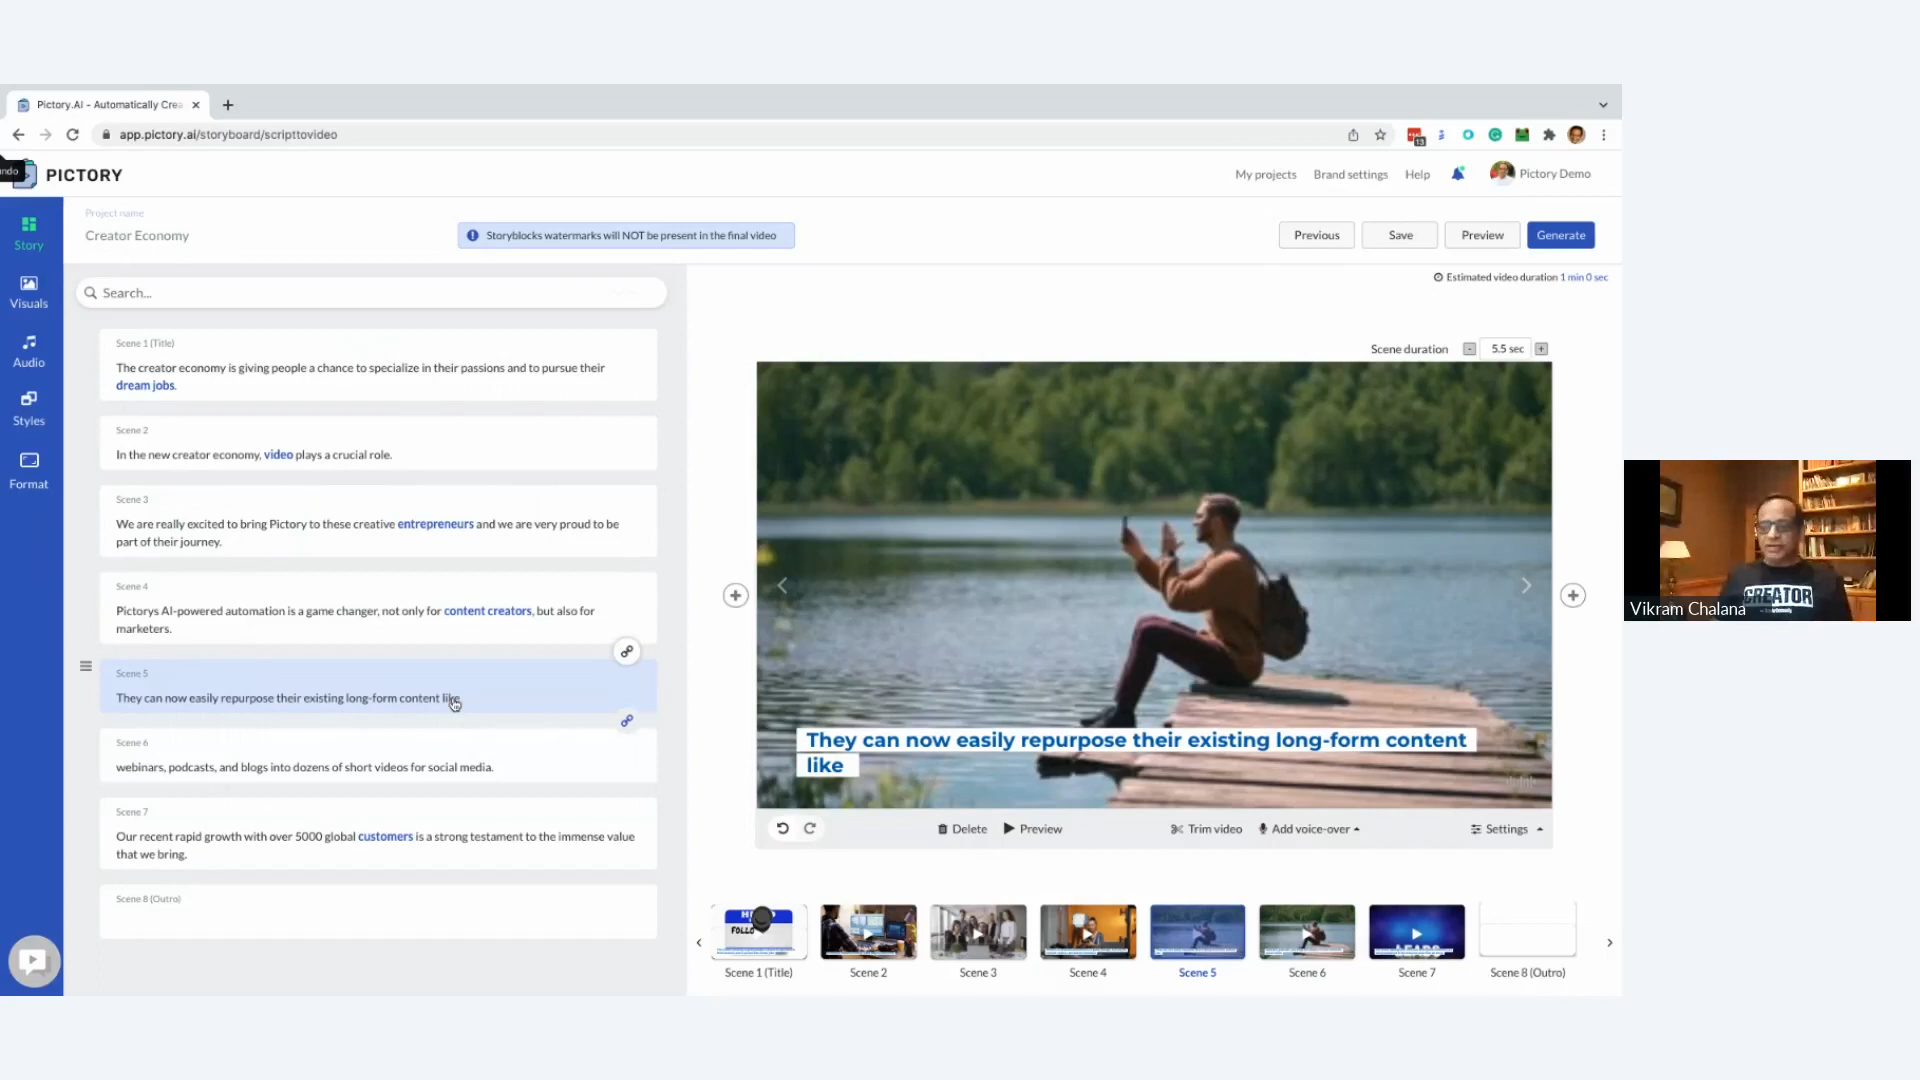 Pictory.AI - Automatically Crea
app.pictory.ai/storyboard/scripttovideo
13
ndo
PICTORY
My projects
Brand settings
Help
Pictory Demo
Project name
Creator Economy
Storyblocks watermarks will NOT be present in the final video
Previous
Save
Preview
Generate
Story
Visuals
Audio
Styles
Format
Search...
Estimated video duration 1 min 0 sec
Scene 1 (Title)
The creator economy is giving people a chance to specialize in their passions and to pursue their
dream jobs.
Scene 2
In the new creator economy, video plays a crucial role.
Scene 3
We are really excited to bring Pictory to these creative entrepreneurs and we are very proud to be
part of their journey.
Scene 4
Pictorys AI-powered automation is a game changer, not only for content creators, but also for
marketers.
Scene 5
They can now easily repurpose their existing long-form content like
Scene 6
webinars, podcasts, and blogs into dozens of short videos for social media.
Scene 7
Our recent rapid growth with over 5000 global customers is a strong testament to the immense value
that we bring.
Scene 8 (Outro)
Scene duration
- 5.5 sec +
They can now easily repurpose their existing long-form content
like
Delete
Preview
Trim video
Add voice-over
Settings
Scene 1 (Title)
Scene 2
Scene 3
Scene 4
Scene 5
Scene 6
Scene 7
Scene 8 (Outro)
CREATOR
Vikram Chalana